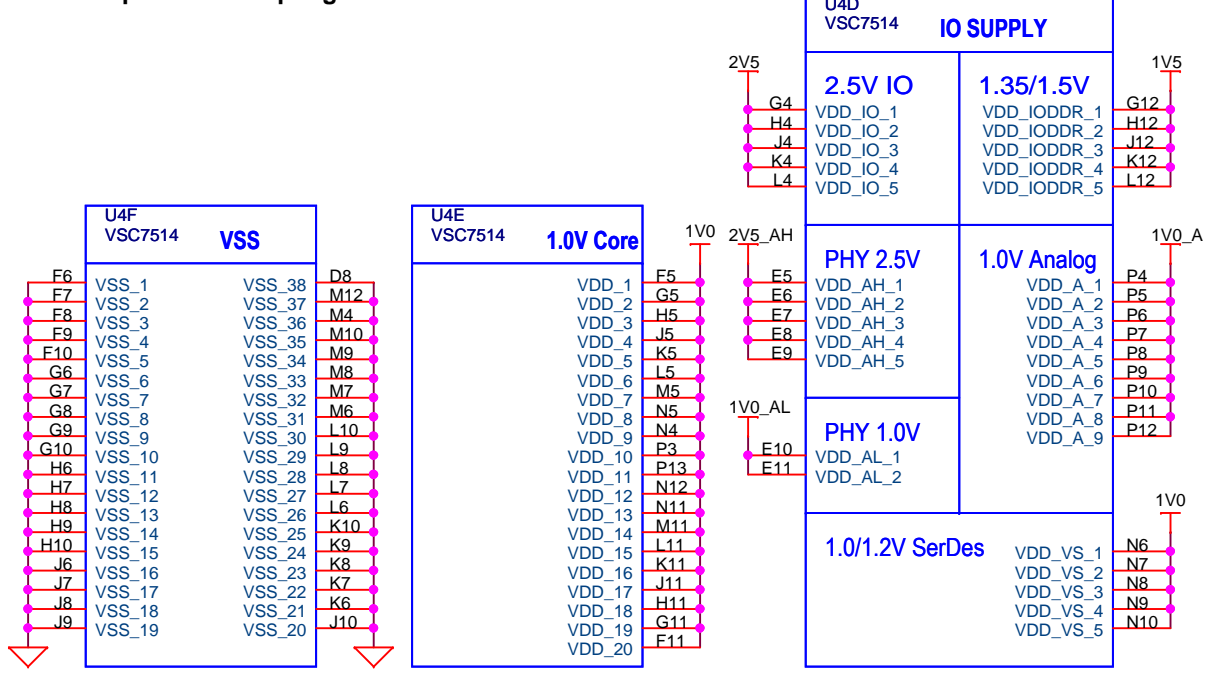 U4D
VSC7514
IO SUPPLY
2V5
1V5
2.5V IO
1.35/1.5V
G4 VDD_IO_1 VDD_IODDR_1 G12
H4 VDD_IO_2 VDD_IODDR_2 H12
J4 VDD_IO_3 VDD_IODDR_3 J12
K4 VDD_IO_4 VDD_IODDR_4 K12
L4 VDD_IO_5 VDD_IODDR_5 L12
U4F
VSC7514
VSS
F6 VSS_1 VSS_38 D8
F7 VSS_2 VSS_37 M12
F8 VSS_3 VSS_36 M4
F9 VSS_4 VSS_35 M10
F10 VSS_5 VSS_34 M9
G6 VSS_6 VSS_33 M8
G7 VSS_7 VSS_32 M7
G8 VSS_8 VSS_31 M6
G9 VSS_9 VSS_30 L10
G10 VSS_10 VSS_29 L9
H6 VSS_11 VSS_28 L8
H7 VSS_12 VSS_27 L7
H8 VSS_13 VSS_26 L6
H9 VSS_14 VSS_25 K10
H10 VSS_15 VSS_24 K9
J6 VSS_16 VSS_23 K8
J7 VSS_17 VSS_22 K7
J8 VSS_18 VSS_21 K6
J9 VSS_19 VSS_20 J10
U4E
VSC7514
1.0V Core
1V0
VDD_1 F5
VDD_2 G5
VDD_3 H5
VDD_4 J5
VDD_5 K5
VDD_6 L5
VDD_7 M5
VDD_8 N5
VDD_9 N4
VDD_10 P3
VDD_11 P13
VDD_12 N12
VDD_13 N11
VDD_14 M11
VDD_15 L11
VDD_16 K11
VDD_17 J11
VDD_18 H11
VDD_19 G11
VDD_20 F11
2V5_AH
PHY 2.5V
E5 VDD_AH_1
E6 VDD_AH_2
E7 VDD_AH_3
E8 VDD_AH_4
E9 VDD_AH_5
1V0_A
1.0V Analog
VDD_A_1 P4
VDD_A_2 P5
VDD_A_3 P6
VDD_A_4 P7
VDD_A_5 P8
VDD_A_6 P9
VDD_A_7 P10
VDD_A_8 P11
VDD_A_9 P12
1V0_AL
PHY 1.0V
E10 VDD_AL_1
E11 VDD_AL_2
1V0
1.0/1.2V SerDes
VDD_VS_1 N6
VDD_VS_2 N7
VDD_VS_3 N8
VDD_VS_4 N9
VDD_VS_5 N10